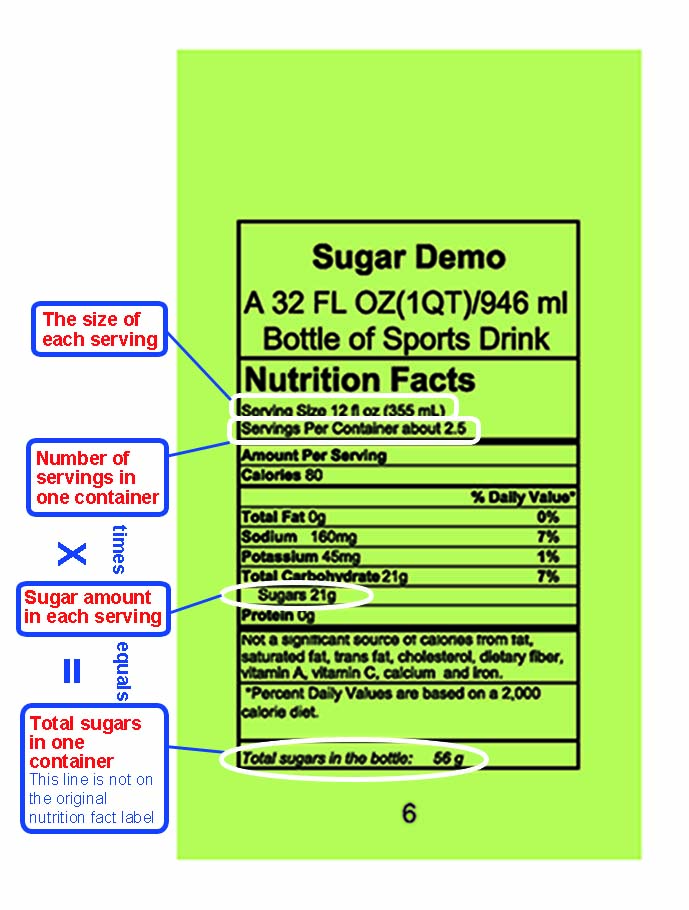 Sugar Demo
A 32 FL OZ(1QT)/946 ml
Bottle of Sports Drink
Nutrition Facts
Serving Size 12 fl oz (355 mL)
Servings Per Container about 2.5
Amount Per Serving
Calories 80
% Daily Value*
Total Fat 0g 0%
Sodium 160mg 7%
Potassium 45mg 1%
Total Carbohydrate 21g 7%
Sugars 21g
Protein 0g
Not a significant source of calories from fat,
saturated fat, trans fat, cholesterol, dietary fiber,
vitamin A, vitamin C, calcium and iron.
*Percent Daily Values are based on a 2,000
calorie diet.
Total sugars in the bottle: 56 g
6
The size of
each serving
Number of
servings in
one container
X times
Sugar amount
in each serving
= equals
Total sugars
in one
container
This line is not on
the original
nutrition fact label